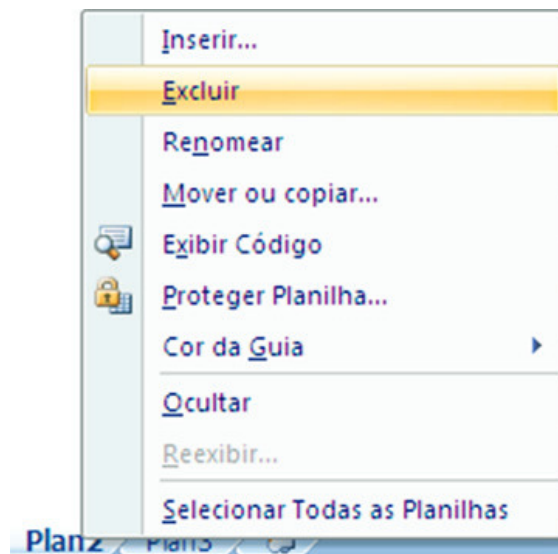 Inserir...
Excluir
Renomear
Mover ou copiar...
Exibir Código
Proteger Planilha...
Cor da Guia
Ocultar
Reexibir...
Selecionar Todas as Planilhas
Plan2 Plan3